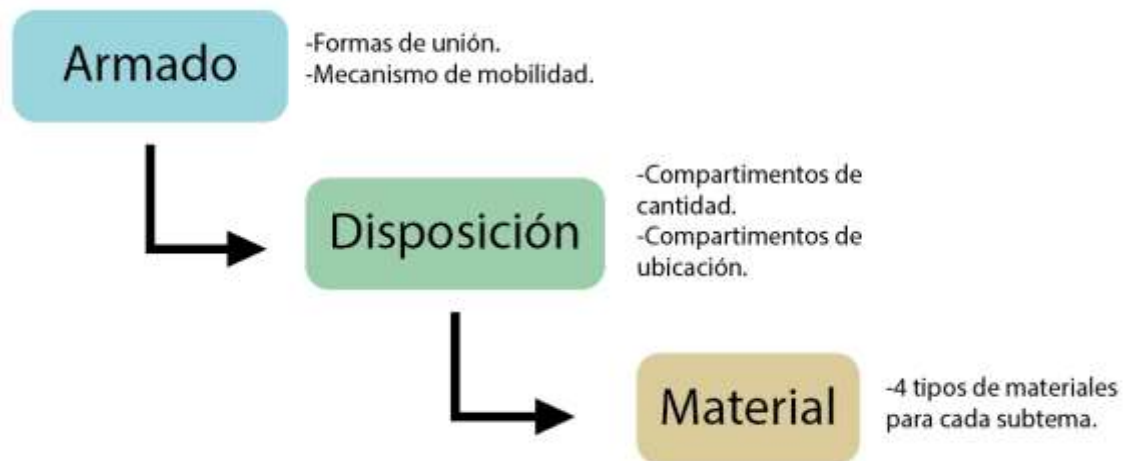 Armado
-Formas de unión.
-Mecanismo de mobilidad.
Disposición
-Compartimentos de
cantidad.
-Compartimentos de
ubicación.
Material
-4 tipos de materiales
para cada subtema.